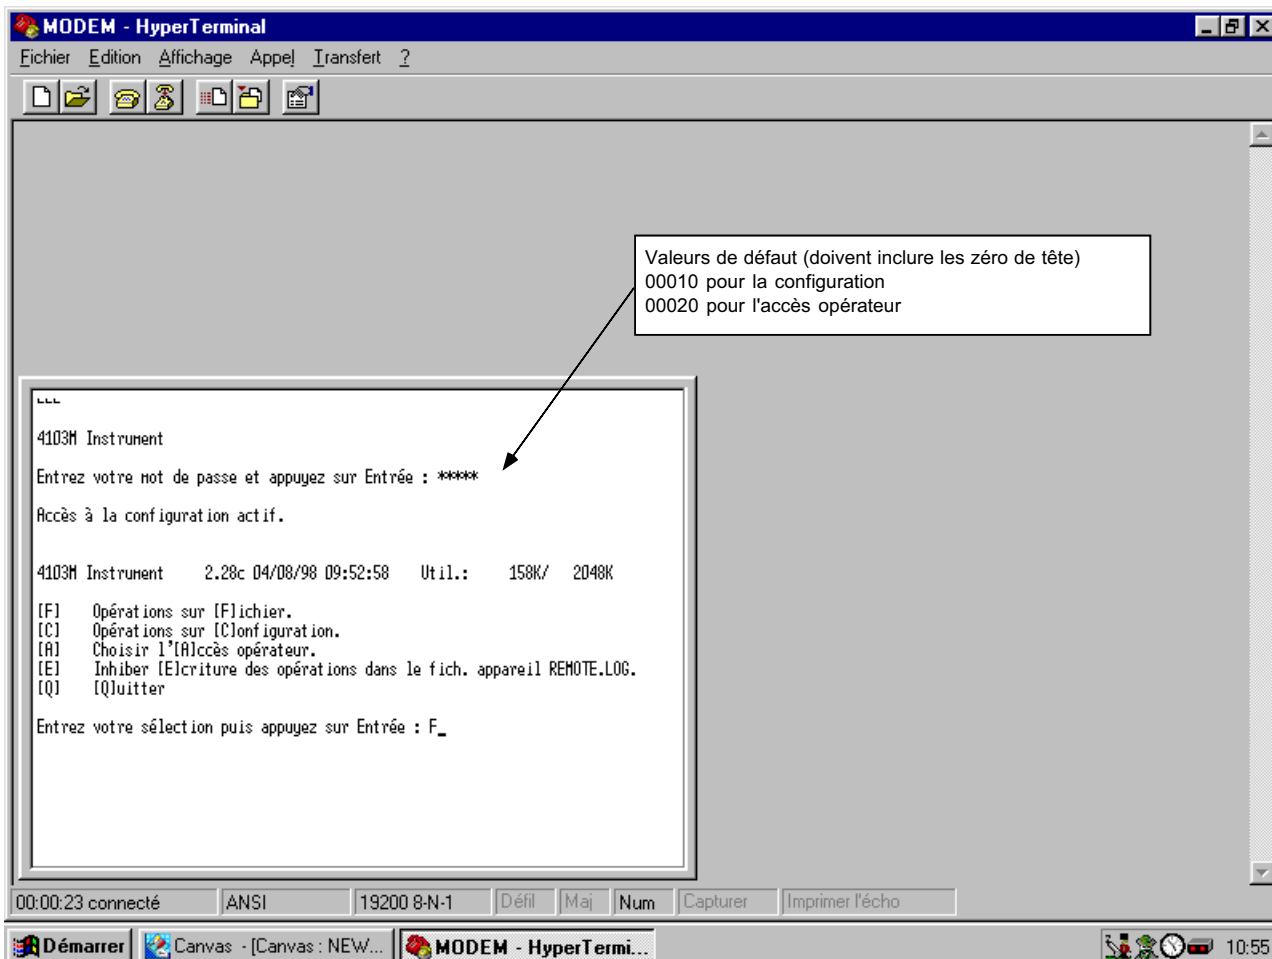 MODEM - HyperTerminal
Fichier Edition Affichage Appel Transfert ?
Valeurs de défaut (doivent inclure les zéro de tête)
00010 pour la configuration
00020 pour l'accès opérateur
4103M Instrument
Entrez votre mot de passe et appuyez sur Entrée : *****
Accès à la configuration actif.
4103M Instrument 2.28c 04/08/98 09:52:58 Util.: 158K/ 2048K
[F] Opérations sur [F]ichier.
[C] Opérations sur [C]onfiguration.
[A] Choisir l'[A]ccès opérateur.
[E] Inhiber [E]criture des opérations dans le fich. appareil REMOTE.LOG.
[Q] [Q]uitter
Entrez votre sélection puis appuyez sur Entrée : F_
00:00:23 connecté ANSI 19200 8-N-1 Défil Maj Num Capturer Imprimer l'écho
Démarrer Canvas - [Canvas : NEW... MODEM - HyperTermi... 10:55